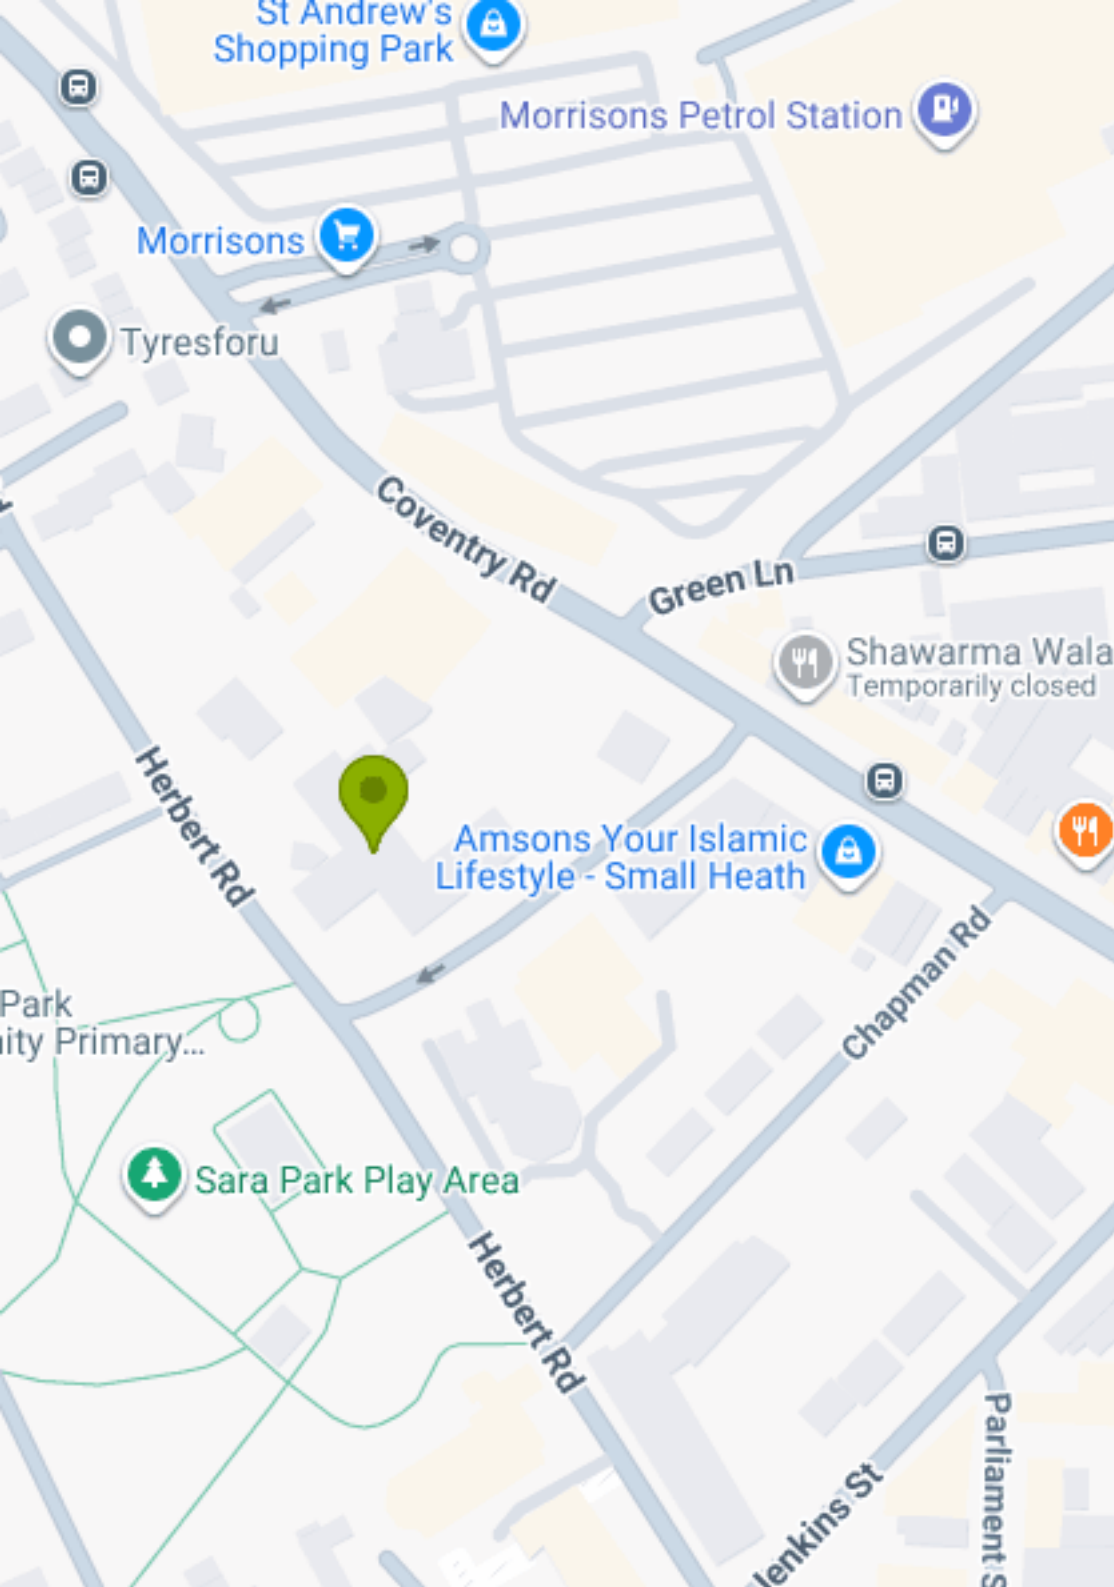 St Andrew's
Shopping Park
Morrisons Petrol Station
Morrisons
Tyresforu
Coventry Rd
Green Ln
Shawarma Wala
Temporarily closed
Herbert Rd
Amsons Your Islamic
Lifestyle - Small Heath
Chapman Rd
Park
ity Primary...
Sara Park Play Area
Herbert Rd
Jenkins St
Parliament S